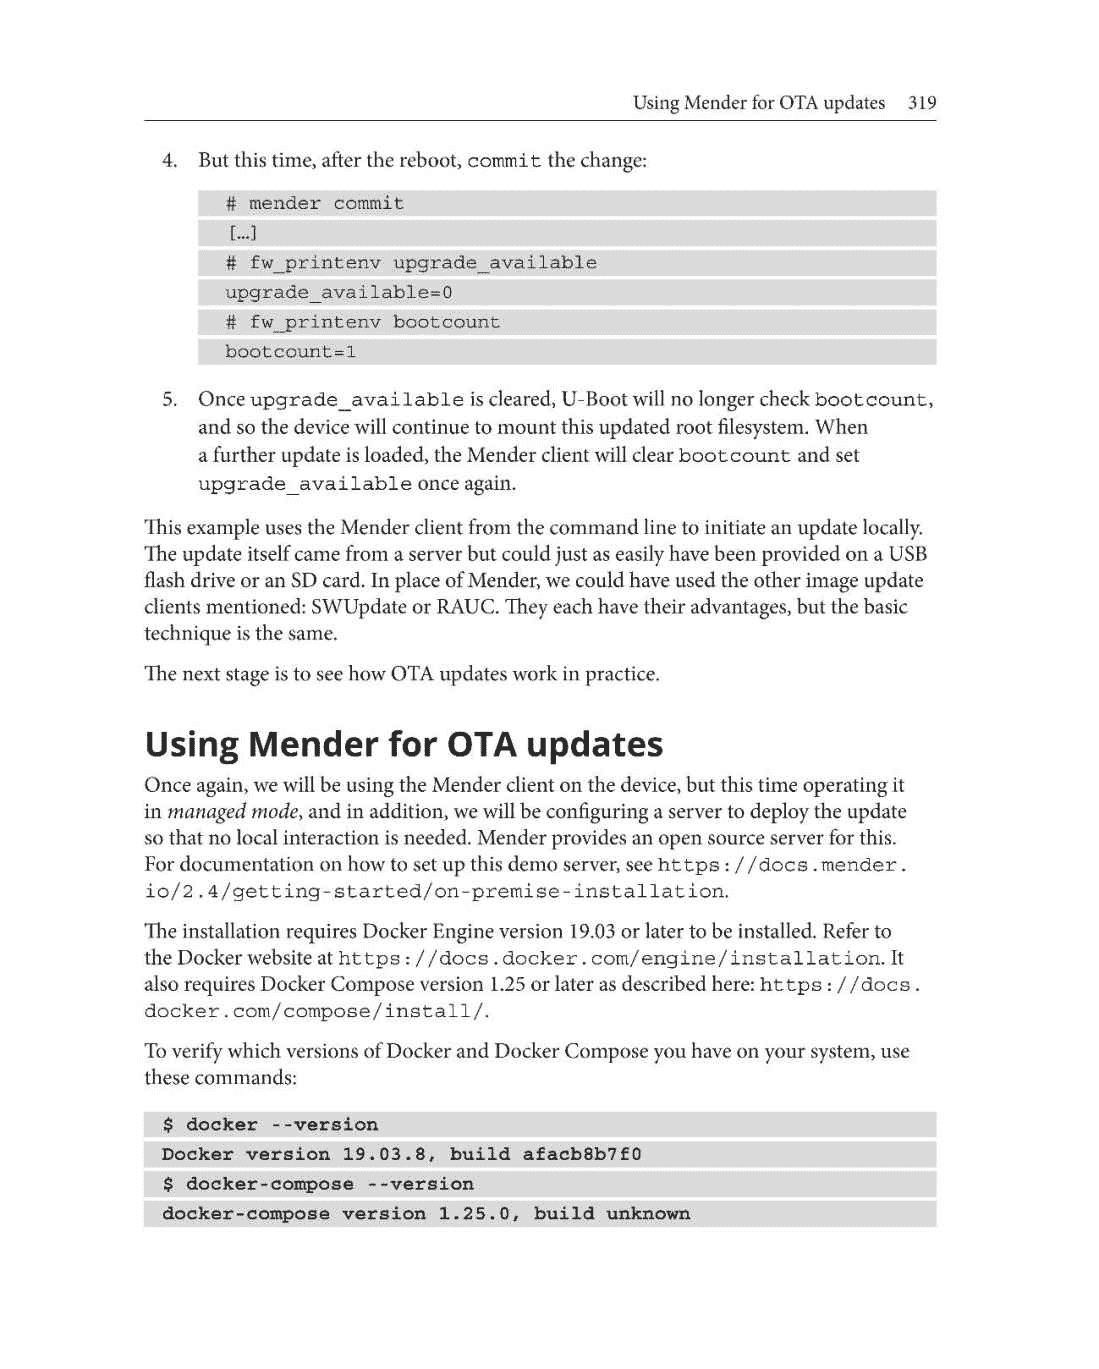 Using Mender for OTA updates 319
4. But this time, after the reboot, commit the change:
# mender commit
[…]
# fw_printenv upgrade_available
upgrade_available=0
# fw_printenv bootcount
bootcount=1
5. Once upgrade_available is cleared, U-Boot will no longer check bootcount,
and so the device will continue to mount this updated root filesystem. When
a further update is loaded, the Mender client will clear bootcount and set
upgrade_available once again.
This example uses the Mender client from the command line to initiate an update locally.
The update itself came from a server but could just as easily have been provided on a USB
flash drive or an SD card. In place of Mender, we could have used the other image update
clients mentioned: SWUpdate or RAUC. They each have their advantages, but the basic
technique is the same.
The next stage is to see how OTA updates work in practice.
Using Mender for OTA updates
Once again, we will be using the Mender client on the device, but this time operating it
in managed mode, and in addition, we will be configuring a server to deploy the update
so that no local interaction is needed. Mender provides an open source server for this.
For documentation on how to set up this demo server, see https://docs.mender.
io/2.4/getting-started/on-premise-installation.
The installation requires Docker Engine version 19.03 or later to be installed. Refer to
the Docker website at https://docs.docker.com/engine/installation. It
also requires Docker Compose version 1.25 or later as described here: https://docs.
docker.com/compose/install/.
To verify which versions of Docker and Docker Compose you have on your system, use
these commands:
$ docker --version
Docker version 19.03.8, build afacb8b7f0
$ docker-compose --version
docker-compose version 1.25.0, build unknown